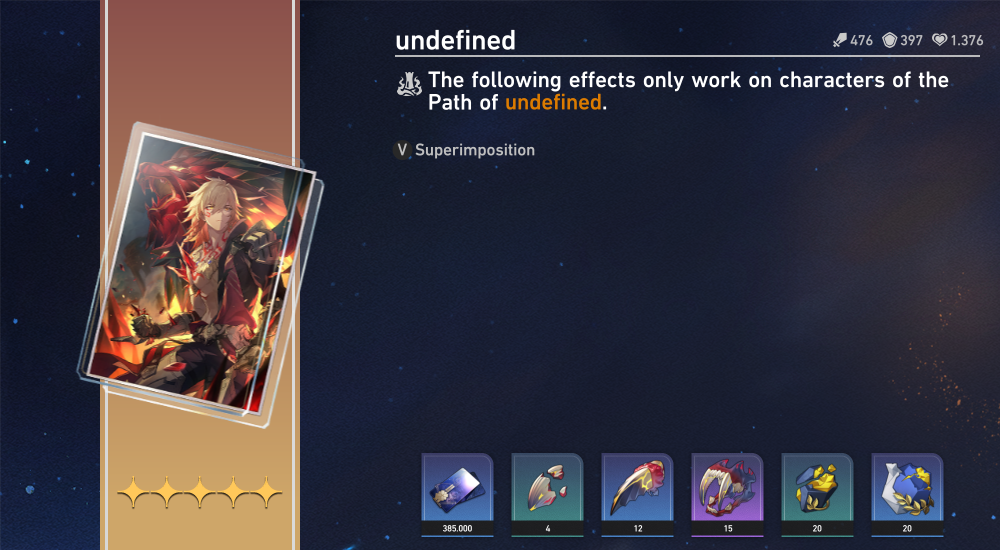 undefined
476 397 1.376
The following effects only work on characters of the
Path of undefined.
V Superimposition
385.000 4 12 15 20 20